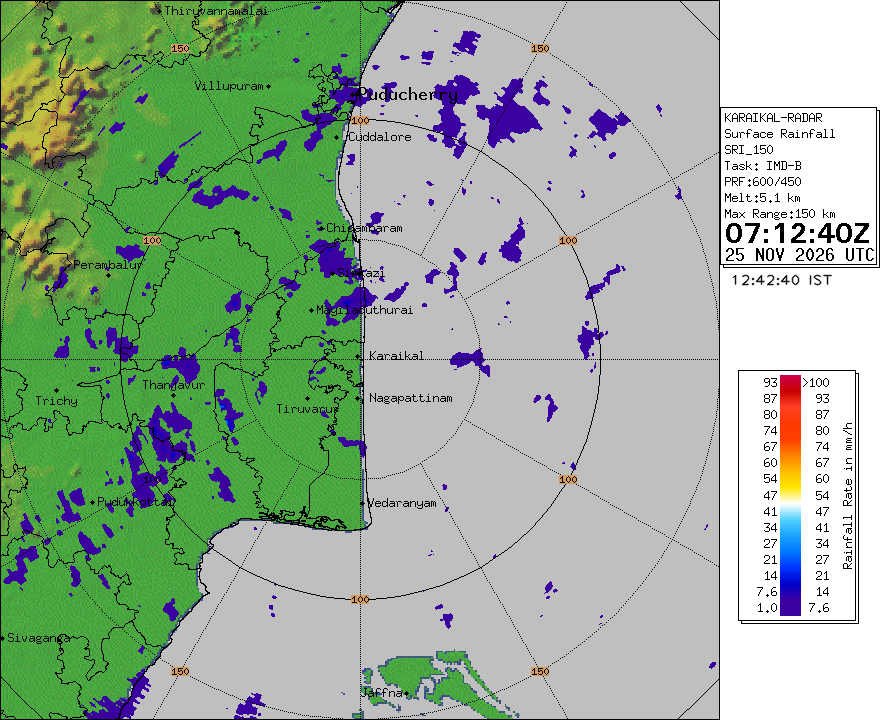 Thiruvannamalai
150
150
Villupuram
Puducherry
100
Cuddalore
Chidambaram
100
100
Perambalur
Sirkazi
Mayiladuthurai
Karaikal
Thanjavur
Trichy
Nagapattinam
Tiruvarur
100
100
Pudukkottai
Vedaranyam
100
Sivaganga
150
150
Jaffna
KARAIKAL-RADAR
Surface Rainfall
SRI_150
Task: IMD-B
PRF:600/450
Melt:5.1 km
Max Range:150 km
07:12:40Z
25 NOV 2026 UTC
12:42:40 IST
93 >100
87 93
80 87
74 80
67 74
60 67
54 60
47 54
41 47
34 41
27 34
21 27
14 21
7.6 14
1.0 7.6
Rainfall Rate in mm/h